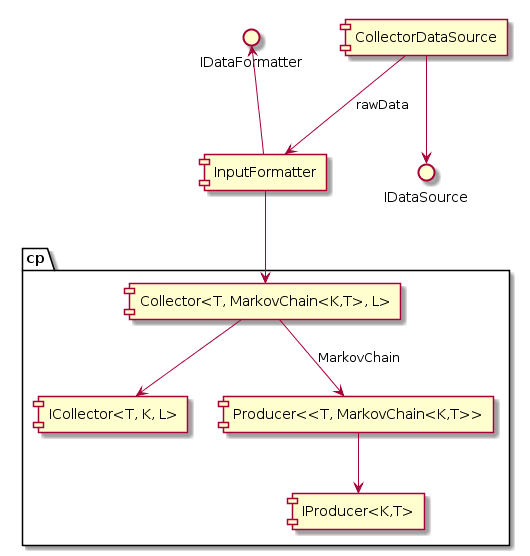 CollectorDataSource
IDataFormatter
rawData
InputFormatter
IDataSource
cp
Collector<T, MarkovChain<K,T>, L>
MarkovChain
ICollector<T, K, L>
Producer<<T, MarkovChain<K,T>>
IProducer<K,T>